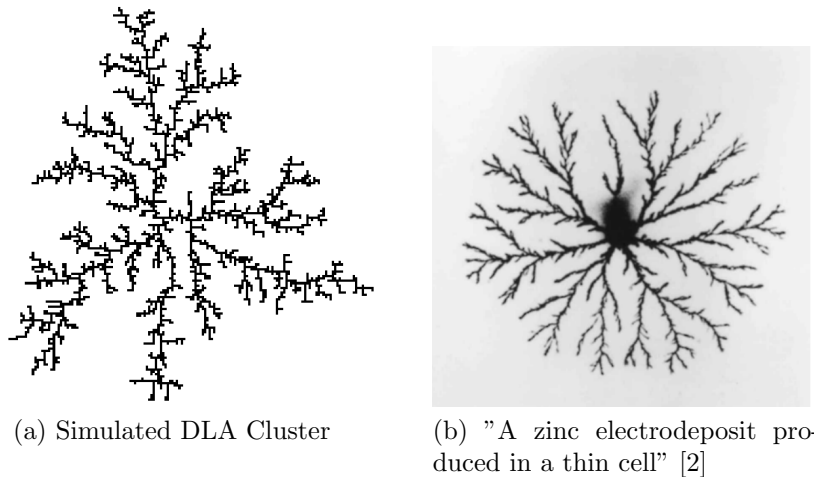 (a) Simulated DLA Cluster
(b) ”A zinc electrodeposit pro-
duced in a thin cell” [2]